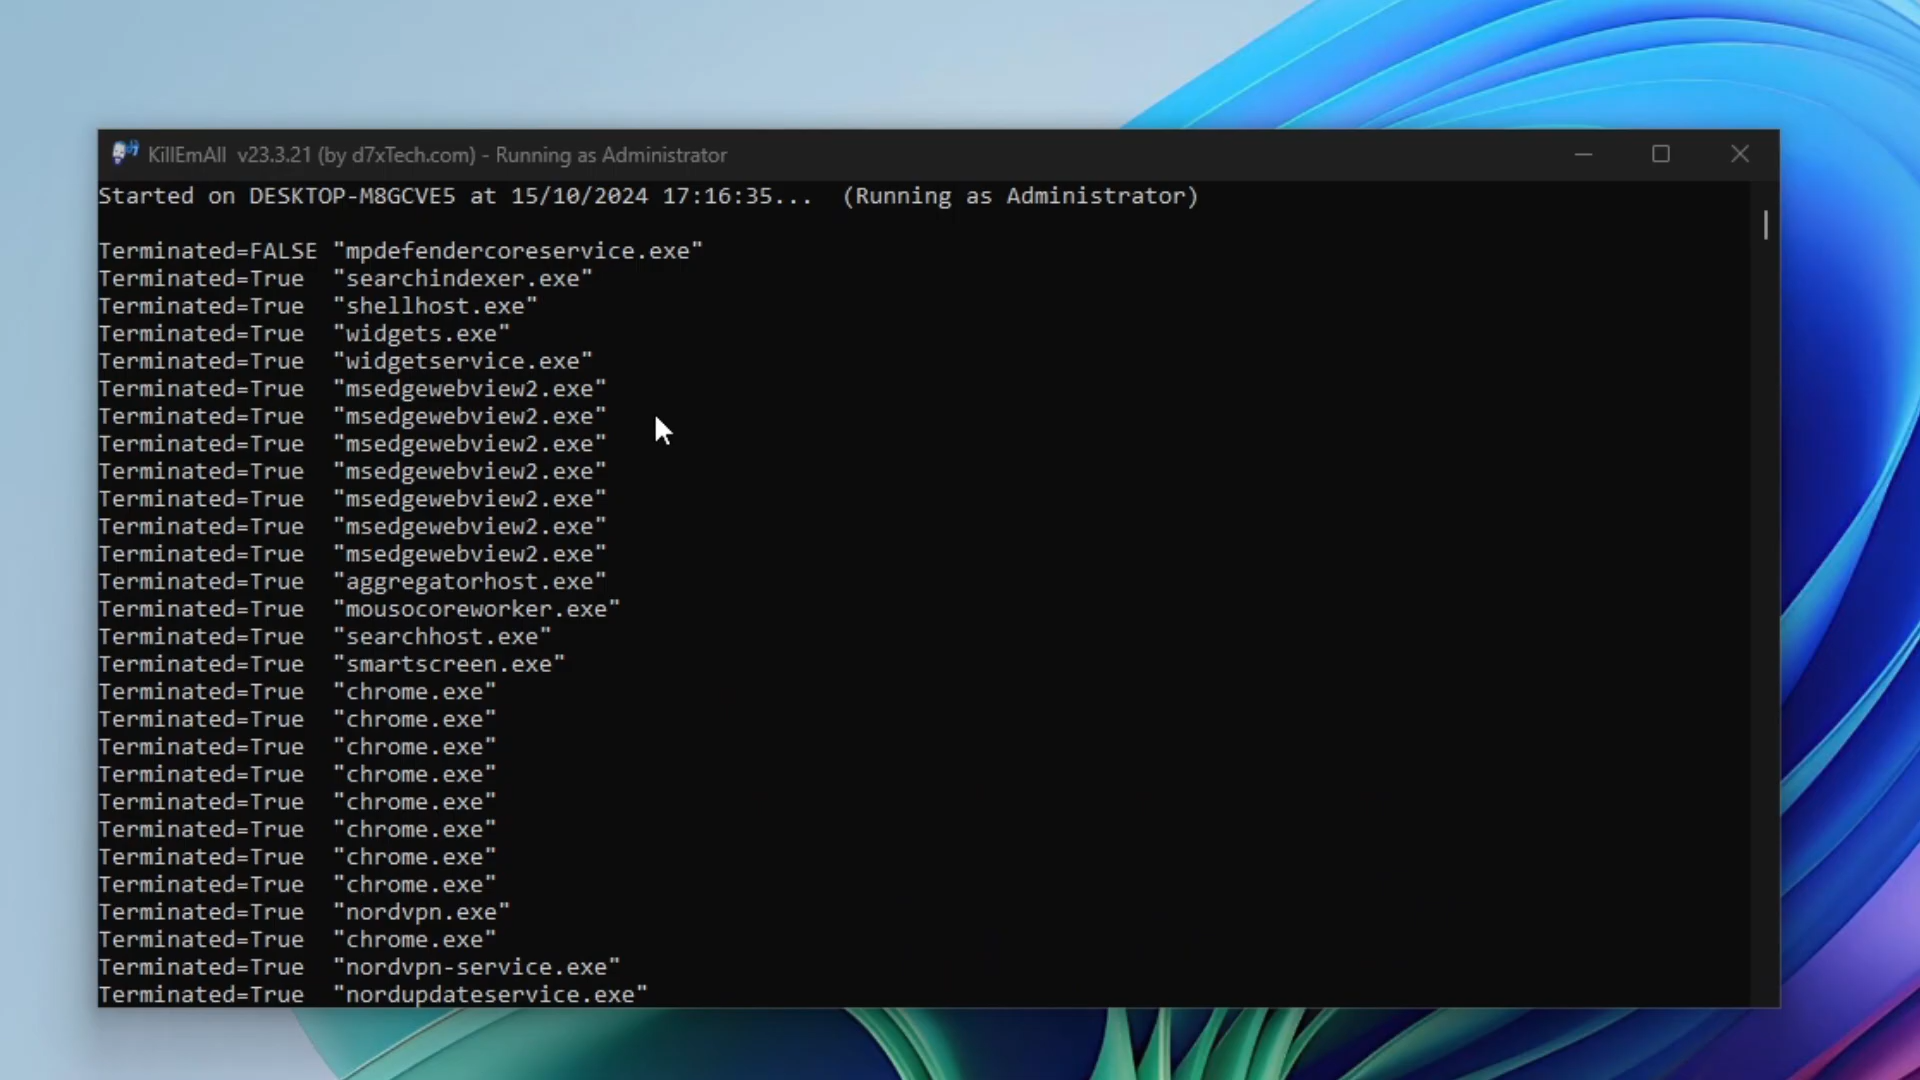 KillEmAll v23.3.21 (by d7xTech.com) - Running as Administrator
Started on DESKTOP-M8GCVE5 at 15/10/2024 17:16:35... (Running as Administrator)
Terminated=FALSE "mpdefendercoreservice.exe"
Terminated=True "searchindexer.exe"
Terminated=True "shellhost.exe"
Terminated=True "widgets.exe"
Terminated=True "widgetservice.exe"
Terminated=True "msedgewebview2.exe"
Terminated=True "msedgewebview2.exe"
Terminated=True "msedgewebview2.exe"
Terminated=True "msedgewebview2.exe"
Terminated=True "msedgewebview2.exe"
Terminated=True "msedgewebview2.exe"
Terminated=True "msedgewebview2.exe"
Terminated=True "aggregatorhost.exe"
Terminated=True "mousocoreworker.exe"
Terminated=True "searchhost.exe"
Terminated=True "smartscreen.exe"
Terminated=True "chrome.exe"
Terminated=True "chrome.exe"
Terminated=True "chrome.exe"
Terminated=True "chrome.exe"
Terminated=True "chrome.exe"
Terminated=True "chrome.exe"
Terminated=True "chrome.exe"
Terminated=True "chrome.exe"
Terminated=True "nordvpn.exe"
Terminated=True "chrome.exe"
Terminated=True "nordvpn-service.exe"
Terminated=True "nordupdateservice.exe"